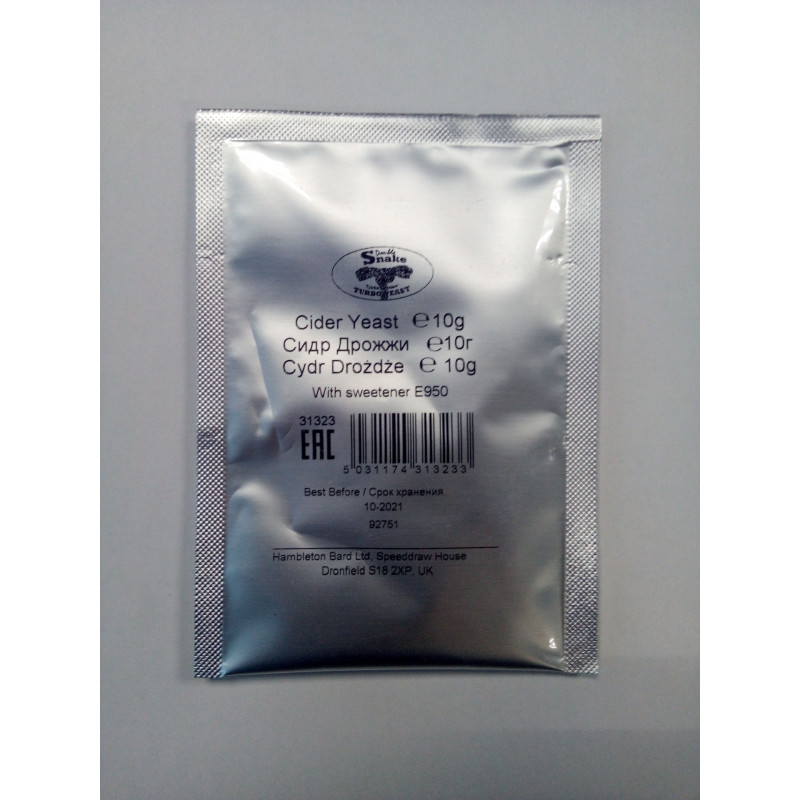 Double
Snake
TURBO YEAST
Cider Yeast ℮10g
Сидр Дрожжи ℮10г
Cydr Drożdże ℮ 10g
With sweetener E950
31323
EAC
5 031174 313233
Best Before / Срок хранения
10-2021
92751
Hambleton Bard Ltd, Speeddraw House
Dronfield S18 2XP, UK